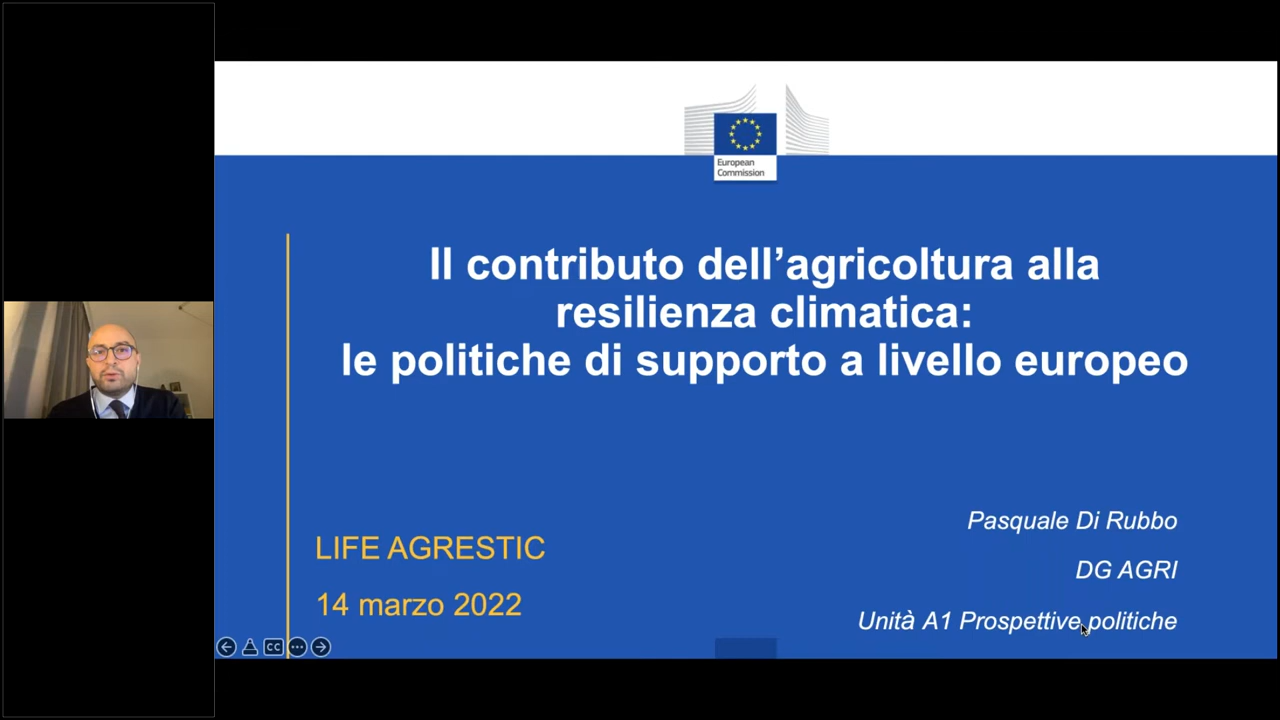 European
Commission
Il contributo dell’agricoltura alla
resilienza climatica:
le politiche di supporto a livello europeo
Pasquale Di Rubbo
LIFE AGRESTIC
DG AGRI
14 marzo 2022
Unità A1 Prospettive politiche
CC